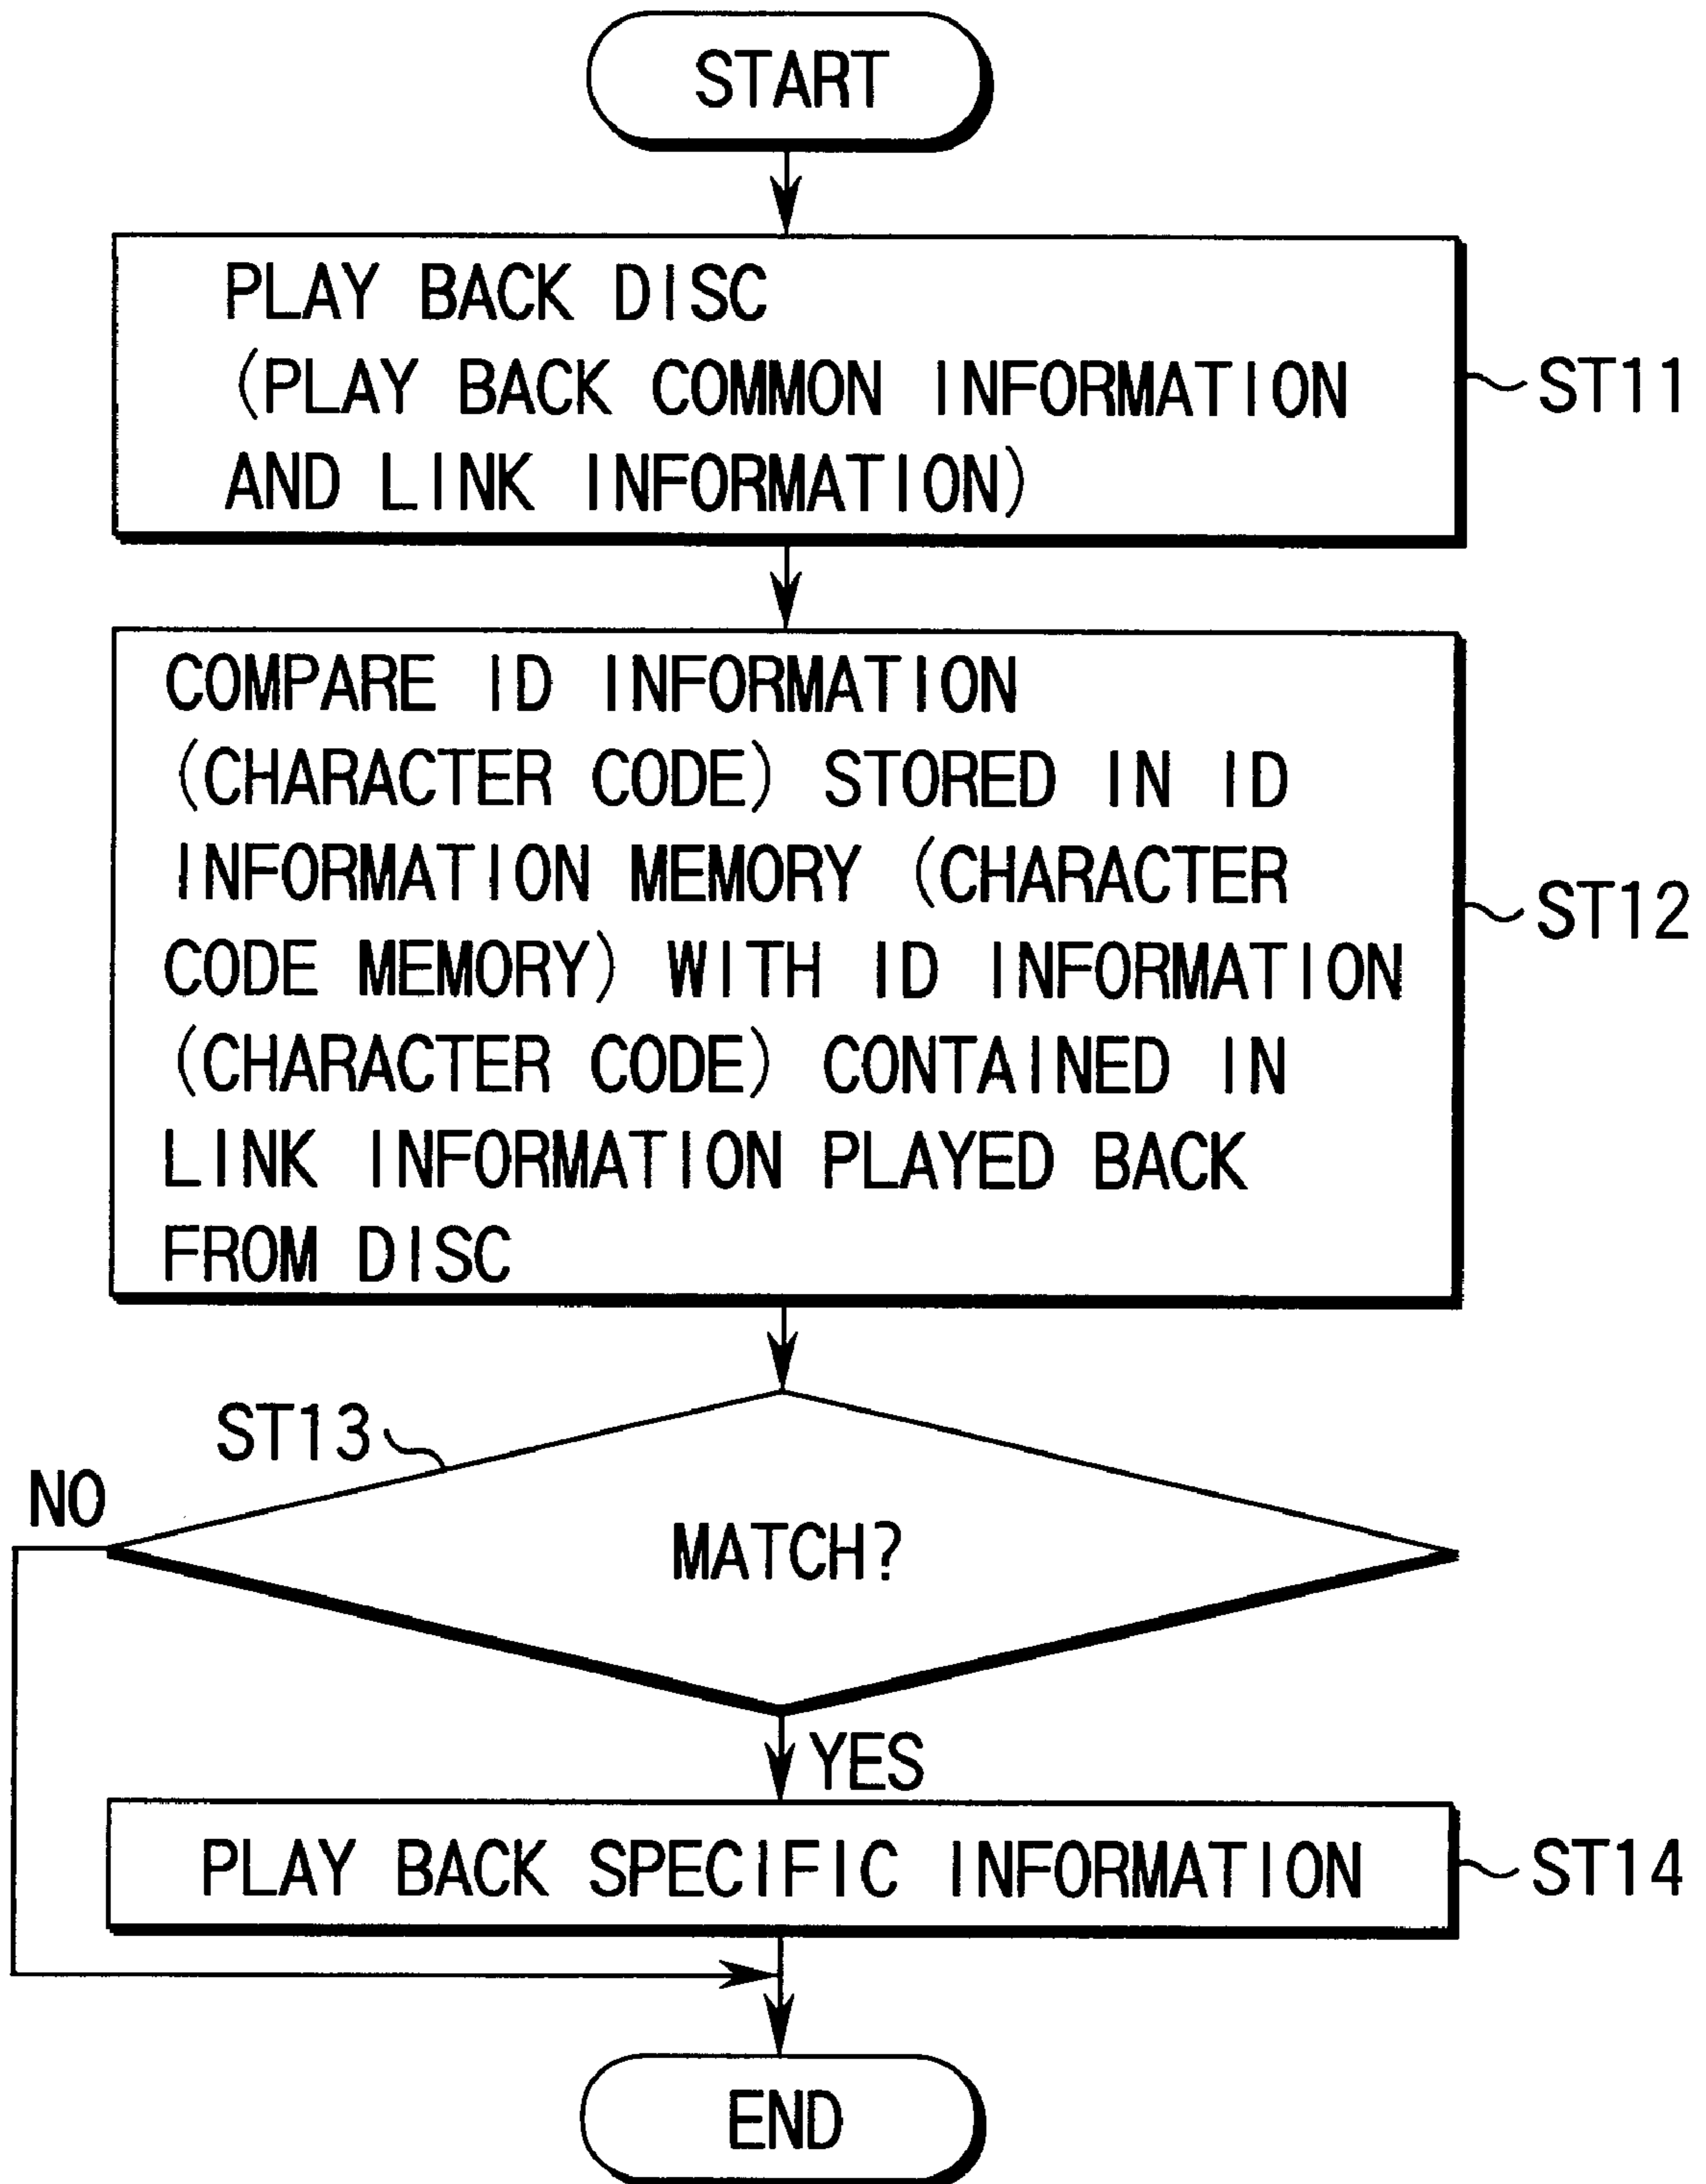 START
PLAY BACK DISC
(PLAY BACK COMMON INFORMATION
AND LINK INFORMATION)
ST11
COMPARE ID INFORMATION
(CHARACTER CODE) STORED IN ID
INFORMATION MEMORY (CHARACTER
CODE MEMORY) WITH ID INFORMATION
(CHARACTER CODE) CONTAINED IN
LINK INFORMATION PLAYED BACK
FROM DISC
ST12
ST13
NO
MATCH?
YES
PLAY BACK SPECIFIC INFORMATION
ST14
END